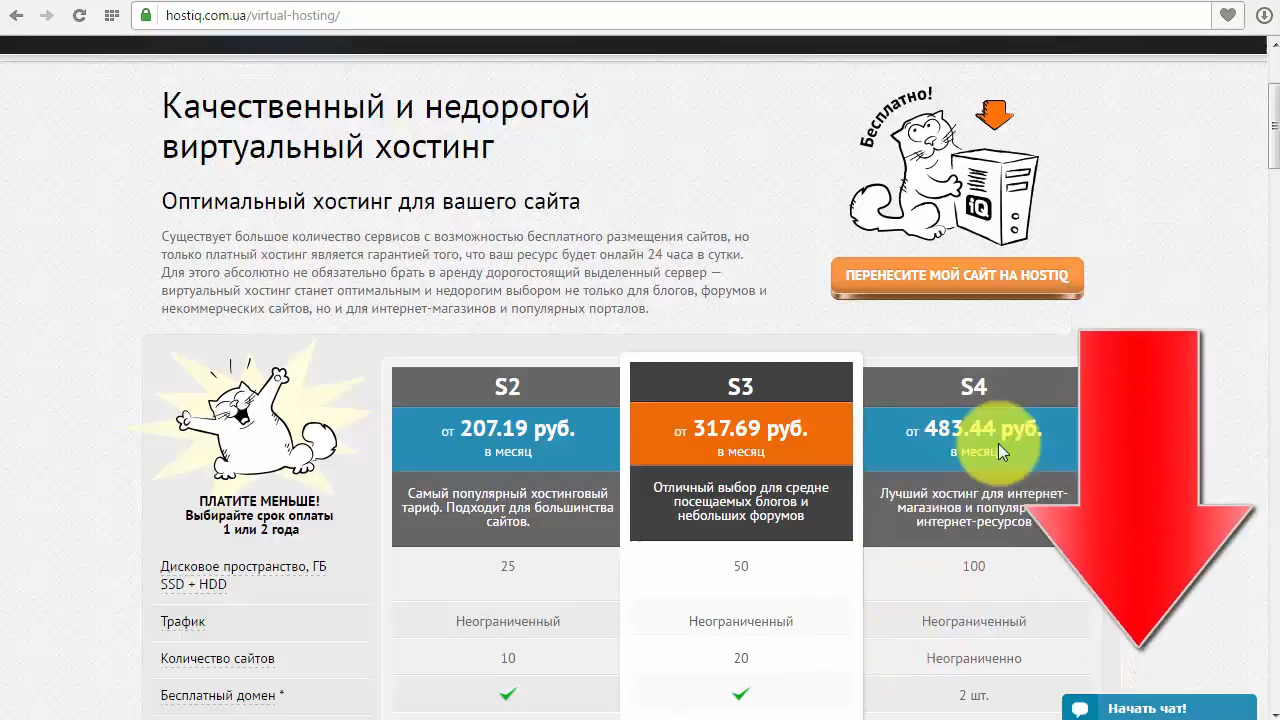 hostiq.com.ua/virtual-hosting/
Качественный и недорогой
виртуальный хостинг
Бесплатно!
iQ
Оптимальный хостинг для вашего сайта
Существует большое количество сервисов с возможностью бесплатного размещения сайтов, но
только платный хостинг является гарантией того, что ваш ресурс будет онлайн 24 часа в сутки.
Для этого абсолютно не обязательно брать в аренду дорогостоящий выделенный сервер —
виртуальный хостинг станет оптимальным и недорогим выбором не только для блогов, форумов и
некоммерческих сайтов, но и для интернет-магазинов и популярных порталов.
ПЕРЕНЕСИТЕ МОЙ САЙТ НА HOSTIQ
ПЛАТИТЕ МЕНЬШЕ!
Выбирайте срок оплаты
1 или 2 года
S2
от 207.19 руб.
в месяц
Самый популярный хостинговый
тариф. Подходит для большинства
сайтов.
S3
от 317.69 руб.
в месяц
Отличный выбор для средне
посещаемых блогов и
небольших форумов
S4
от 483.44 руб.
в месяц
Лучший хостинг для интернет-
магазинов и популярн
интернет-ресурсов
Дисковое пространство, ГБ
SSD + HDD
25
50
100
Трафик
Неограниченный
Неограниченный
Неограниченный
Количество сайтов
10
20
Неограниченно
Бесплатный домен *
2 шт.
Начать чат!